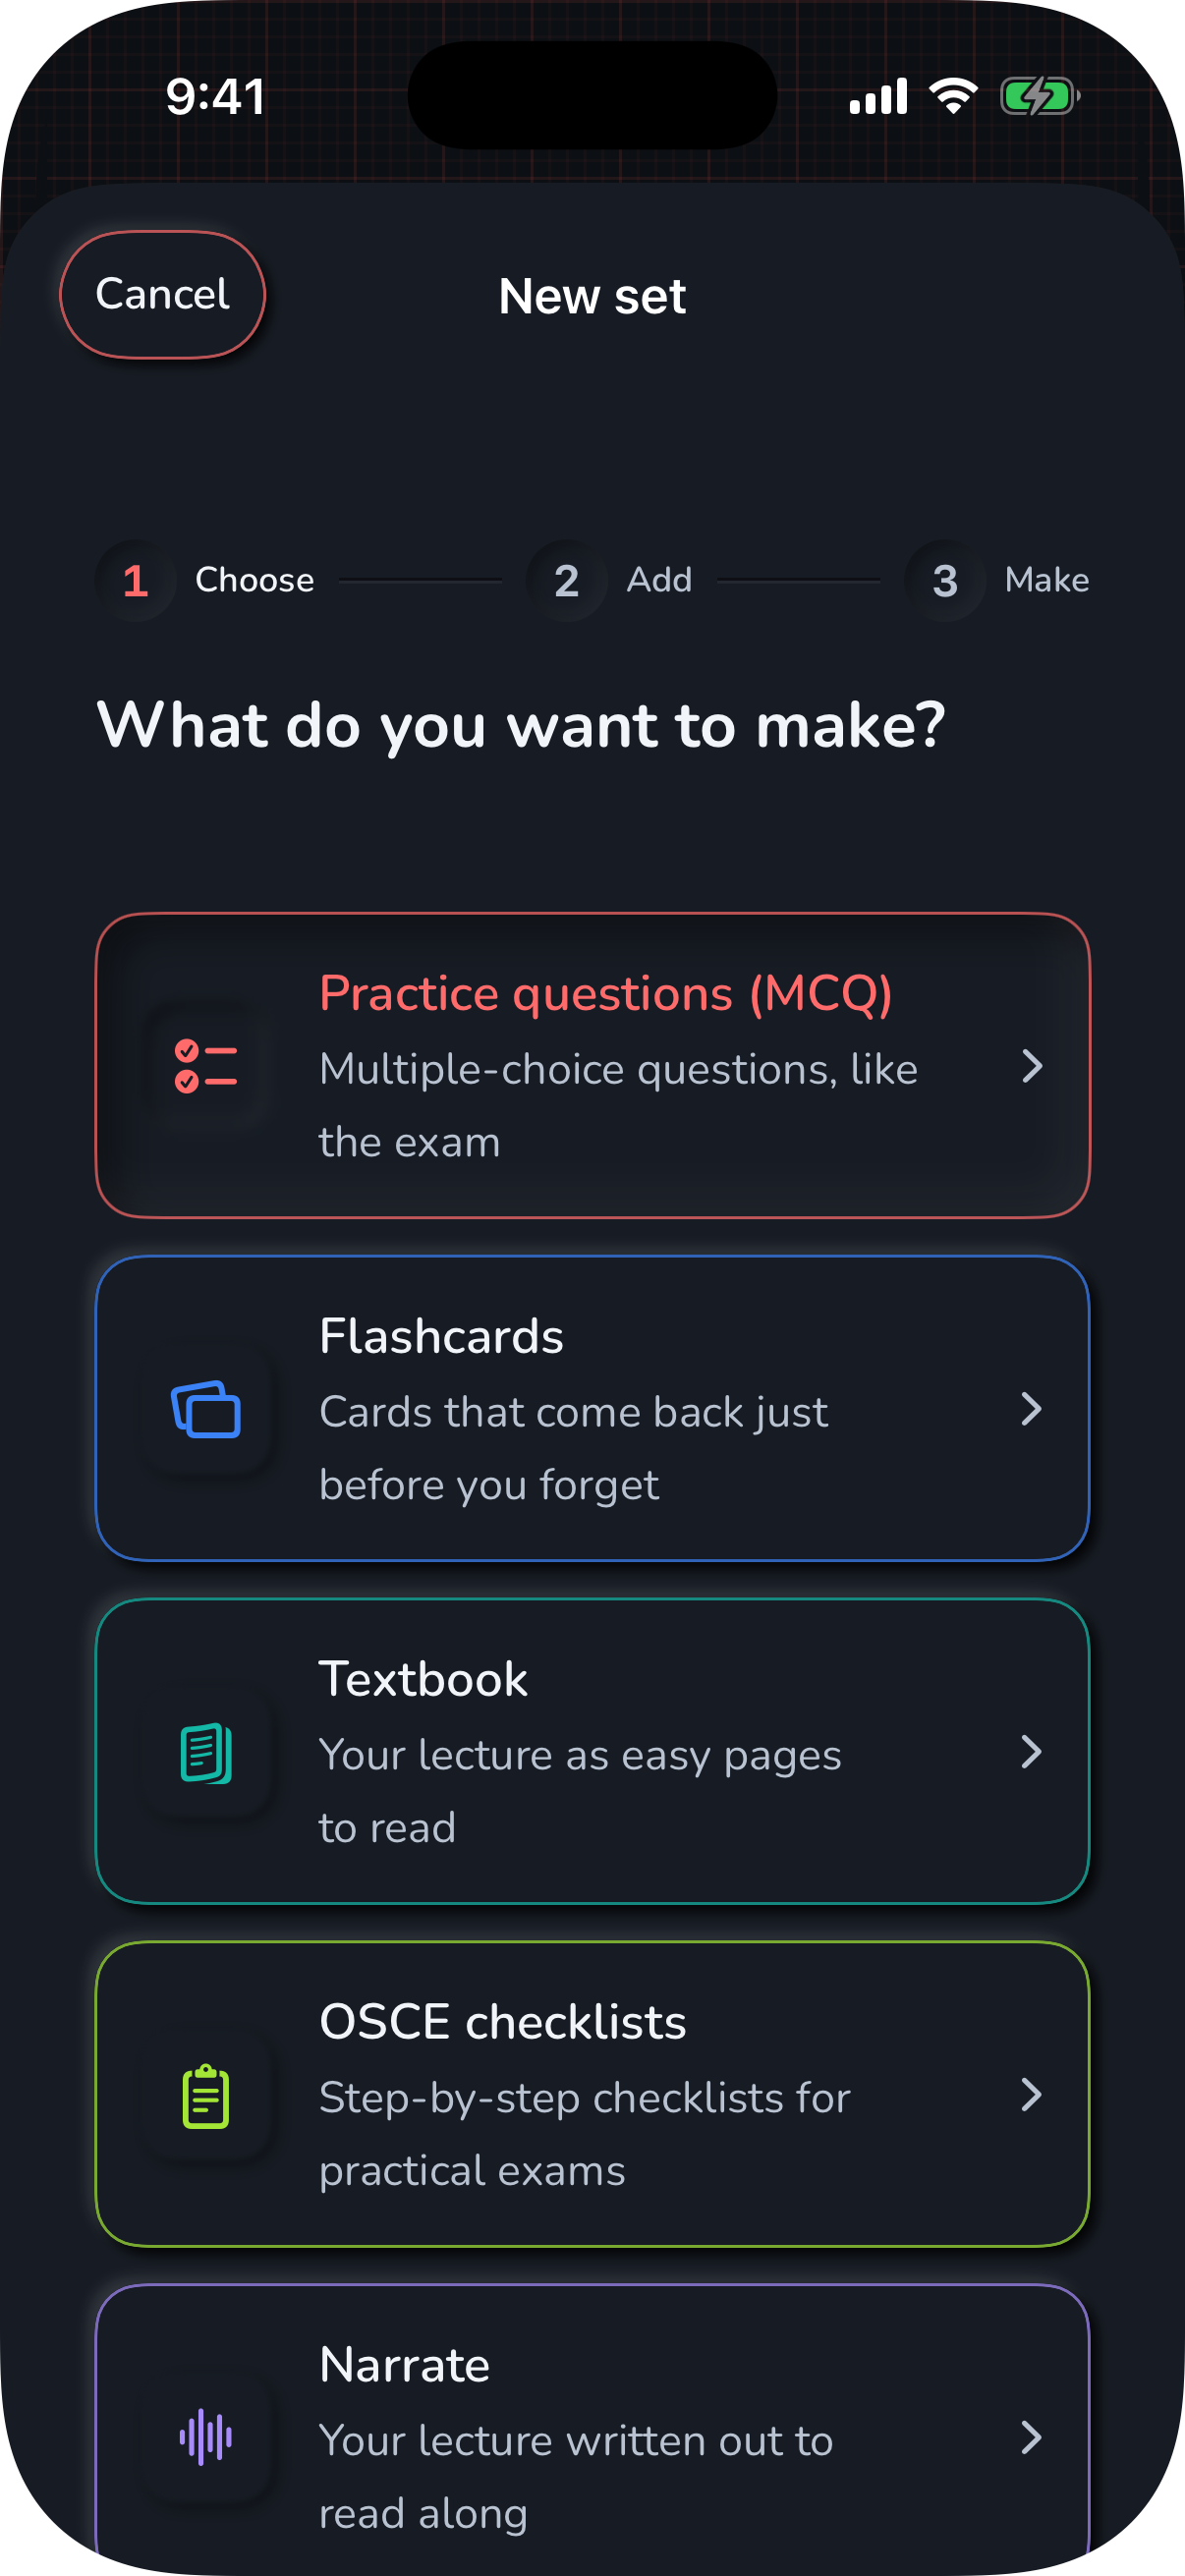 9:41
Cancel
New set
1 Choose
2 Add
3 Make
What do you want to make?
Practice questions (MCQ)
Multiple-choice questions, like
the exam
Flashcards
Cards that come back just
before you forget
Textbook
Your lecture as easy pages
to read
OSCE checklists
Step-by-step checklists for
practical exams
Narrate
Your lecture written out to
read along